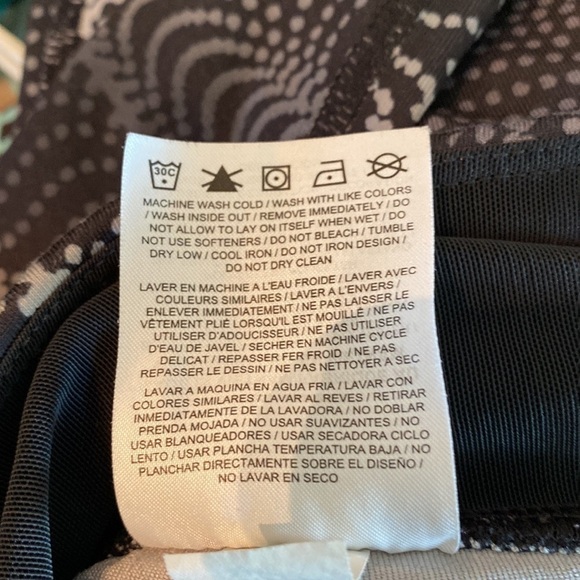 30C
MACHINE WASH COLD / WASH WITH LIKE COLORS
/ WASH INSIDE OUT / REMOVE IMMEDIATELY / DO
NOT ALLOW TO LAY ON ITSELF WHEN WET / DO
NOT USE SOFTENERS / DO NOT BLEACH / TUMBLE
DRY LOW / COOL IRON / DO NOT IRON DESIGN /
DO NOT DRY CLEAN
LAVER EN MACHINE A L'EAU FROIDE / LAVER AVEC
COULEURS SIMILAIRES / LAVER A L'ENVERS /
ENLEVER IMMEDIATEMENT / NE PAS LAISSER LE
VÊTEMENT PLIÉ LORSQU'IL EST MOUILLÉ / NE PAS
UTILISER D'ADOUCISSEUR / NE PAS UTILISER
D'EAU DE JAVEL / SECHER EN MACHINE CYCLE
DELICAT / REPASSER FER FROID / NE PAS
REPASSER LE DESSIN / NE PAS NETTOYER A SEC
LAVAR A MAQUINA EN AGUA FRIA / LAVAR CON
COLORES SIMILARES / LAVAR AL REVES / RETIRAR
INMEDIATAMENTE DE LA LAVADORA / NO DOBLAR
PRENDA MOJADA / NO USAR SUAVIZANTES / NO
USAR BLANQUEADORES / USAR SECADORA CICLO
LENTO / USAR PLANCHA TEMPERATURA BAJA / NO
PLANCHAR DIRECTAMENTE SOBRE EL DISEÑO /
NO LAVAR EN SECO